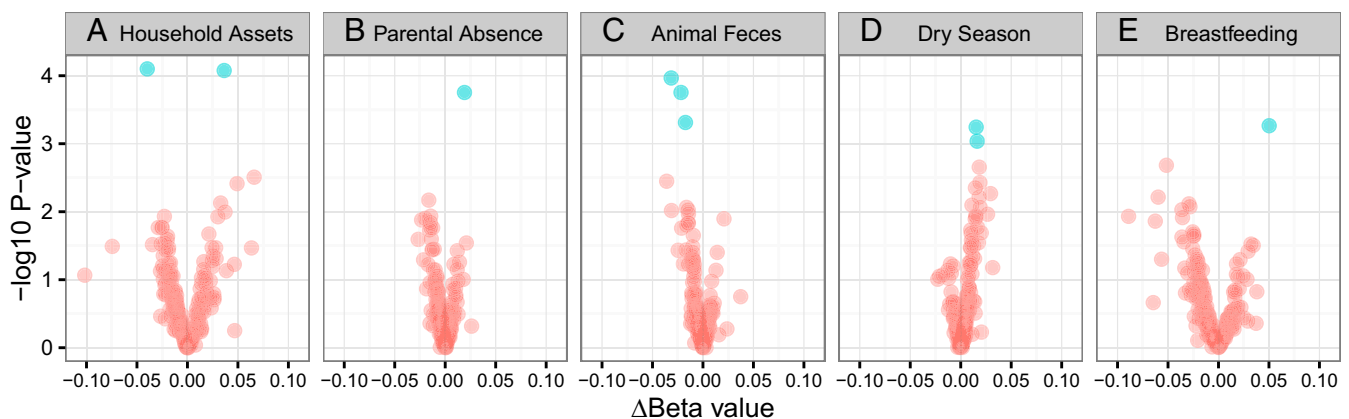 A Household Assets B Parental Absence C Animal Feces D Dry Season E Breastfeeding
4
3
2
1
0
−log10 P−value
−0.10 −0.05 0.00 0.05 0.10 −0.10 −0.05 0.00 0.05 0.10 −0.10 −0.05 0.00 0.05 0.10 −0.10 −0.05 0.00 0.05 0.10 −0.10 −0.05 0.00 0.05 0.10
ΔBeta value